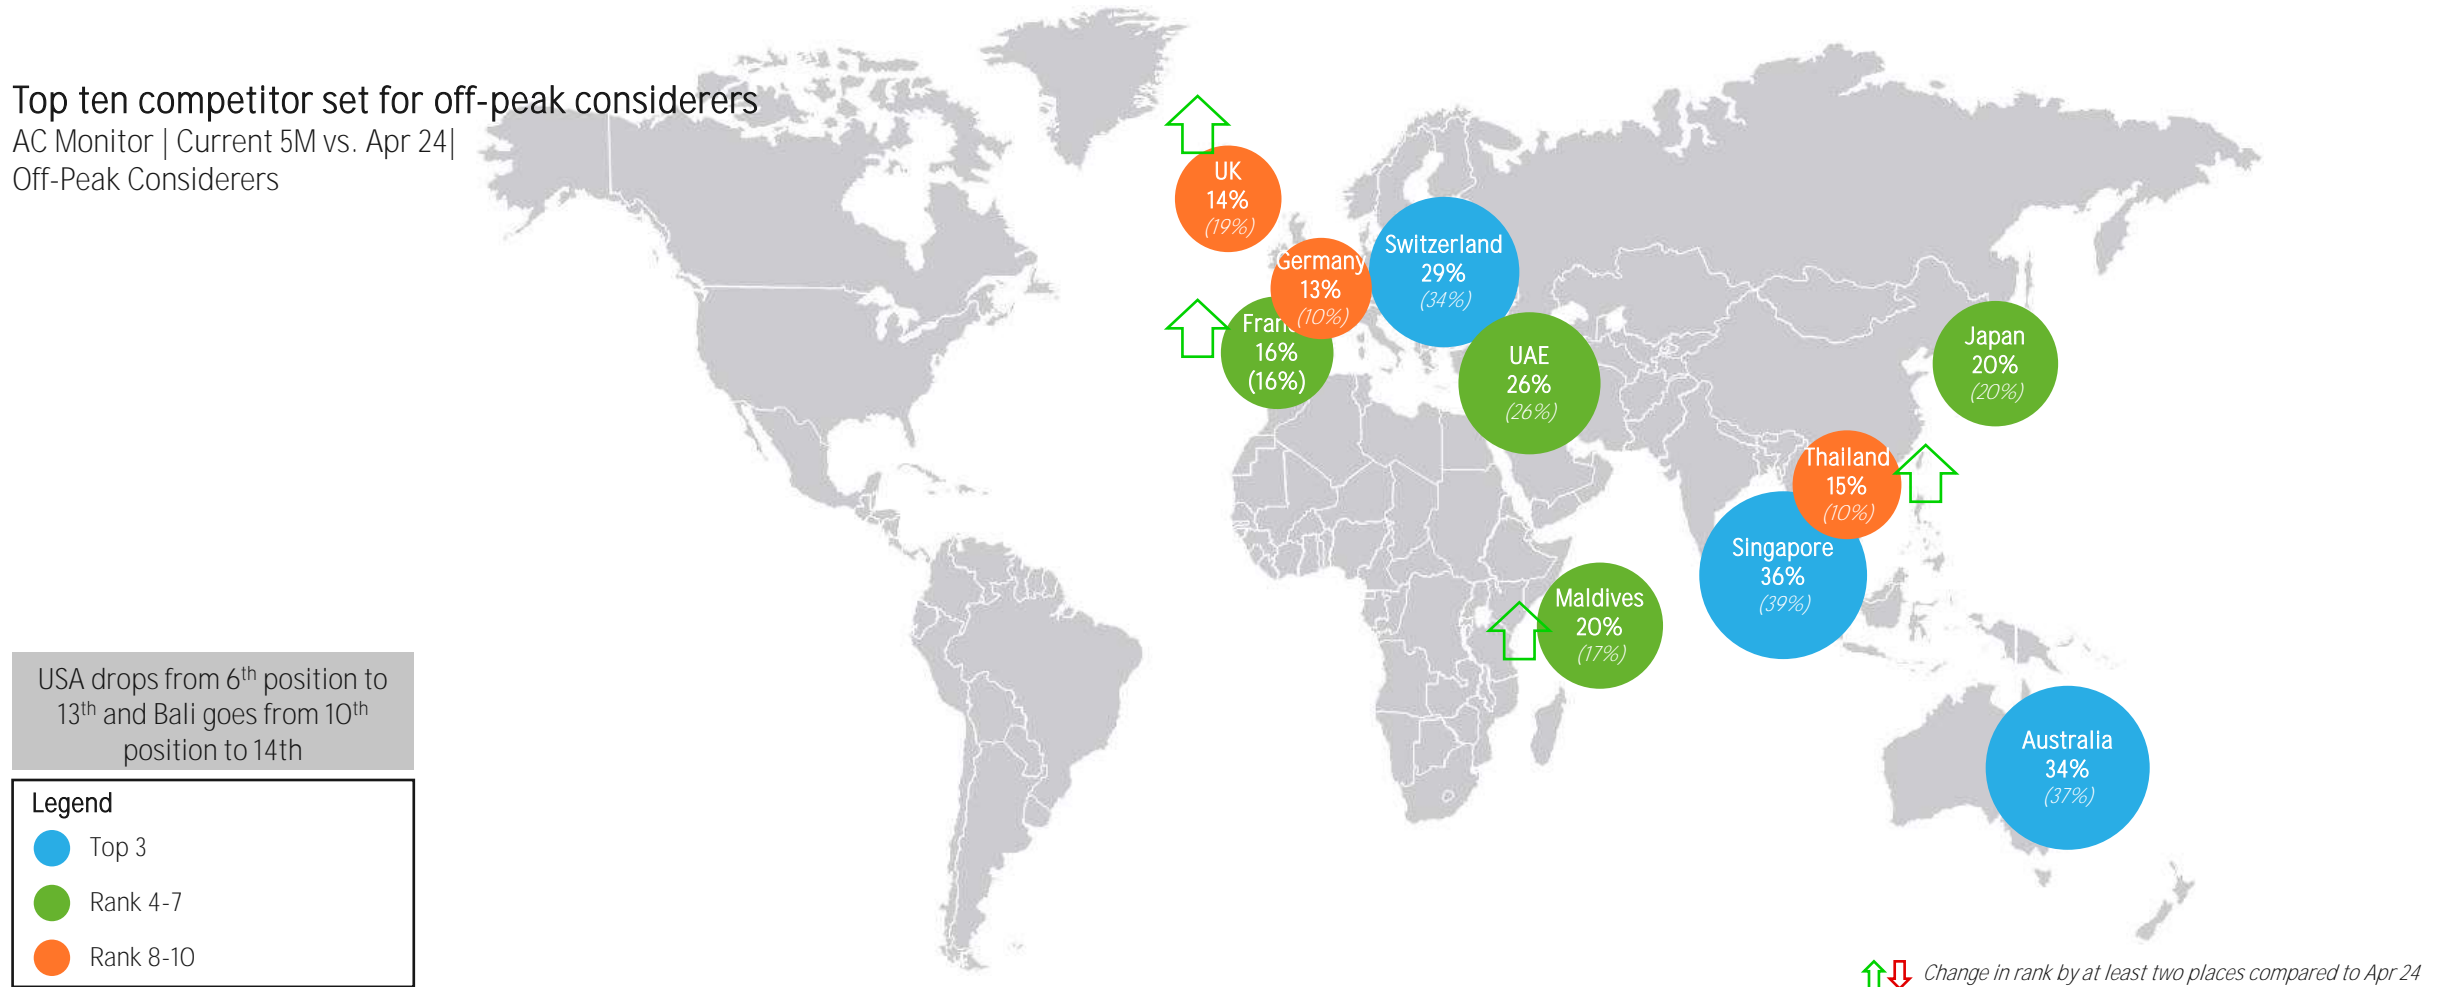 Top ten competitor set for off-peak considerers
AC Monitor | Current 5M vs. Apr 24|
Off-Peak Considerers
UK
14%
(19%)
Switzerland
29%
(34%)
Germany
13%
(10%)
Fran
16%
(16%)
UAE
26%
(26%)
Japan
20%
(20%)
Thailand
15%
(10%)
Singapore
36%
(39%)
Maldives
20%
(17%)
Australia
34%
(37%)
USA drops from 6th position to
13th and Bali goes from 10th
position to 14th
Legend
Top 3
Rank 4-7
Rank 8-10
Change in rank by at least two places compared to Apr 24